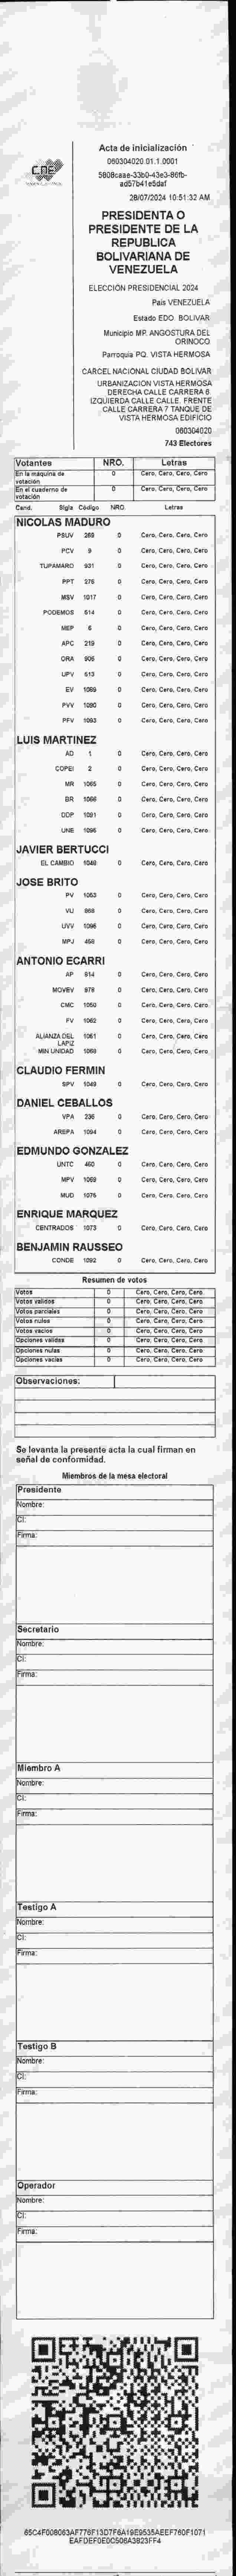 CNE
Acta de inicialización
060304020.01.1.0001
28/07/2024 10:51:32 AM
PRESIDENTA O
PRESIDENTE DE LA
REPUBLICA
BOLIVARIANA DE
VENEZUELA
ELECCIÓN PRESIDENCIAL 2024
País VENEZUELA
Estado EDO. BOLIVAR
Municipio MP. ANGOSTURA DEL
ORINOCO
Parroquia PQ. VISTA HERMOSA
CARCEL NACIONAL CIUDAD BOLIVAR
URBANIZACION VISTA HERMOSA
DERECHA CALLE CARRERA 6
IZQUIERDA CALLE CALLE. FRENTE
CALLE CARRERA 7 TANQUE DE
VISTA HERMOSA EDIFICIO
060304020
743 Electores
Votantes NRO. Letras
En la máquina de votación 0 Cero, Cero, Cero, Cero
En el cuaderno de votación 0 Cero, Cero, Cero, Cero
Cand. Sigla Código NRO. Letras
NICOLAS MADURO
PSUV 0 Cero, Cero, Cero, Cero
PCV 9 0 Cero, Cero, Cero, Cero
TUPAMARO 931 0 Cero, Cero, Cero, Cero
PPT 276 0 Cero, Cero, Cero, Cero
MSV 1017 0 Cero, Cero, Cero, Cero
PODEMOS 514 0 Cero, Cero, Cero, Cero
MEP 6 0 Cero, Cero, Cero, Cero
APC 219 0 Cero, Cero, Cero, Cero
ORA 906 0 Cero, Cero, Cero, Cero
UPV 513 0 Cero, Cero, Cero, Cero
EV 1089 0 Cero, Cero, Cero, Cero
PVV 1090 0 Cero, Cero, Cero, Cero
PFV 1093 0 Cero, Cero, Cero, Cero
LUIS MARTINEZ
AD 1 0 Cero, Cero, Cero, Cero
COPEI 2 0 Cero, Cero, Cero, Cero
MR 1065 0 Cero, Cero, Cero, Cero
BR 1066 0 Cero, Cero, Cero, Cero
DDP 1091 0 Cero, Cero, Cero, Cero
UNE 1095 0 Cero, Cero, Cero, Cero
JAVIER BERTUCCI
EL CAMBIO 1048 0 Cero, Cero, Cero, Cero
JOSE BRITO
PV 1053 0 Cero, Cero, Cero, Cero
VU 868 0 Cero, Cero, Cero, Cero
UVV 1096 0 Cero, Cero, Cero, Cero
MPJ 458 0 Cero, Cero, Cero, Cero
ANTONIO ECARRI
AP 914 0 Cero, Cero, Cero, Cero
MOVEV 978 0 Cero, Cero, Cero, Cero
CMC 1050 0 Cero, Cero, Cero, Cero
FV 1062 0 Cero, Cero, Cero, Cero
ALIANZA DEL LAPIZ 1061 0 Cero, Cero, Cero, Cero
MIN UNIDAD 1069 0 Cero, Cero, Cero, Cero
CLAUDIO FERMIN
SPV 1049 0 Cero, Cero, Cero, Cero
DANIEL CEBALLOS
VPA 236 0 Cero, Cero, Cero, Cero
AREPA 1094 0 Cero, Cero, Cero, Cero
EDMUNDO GONZALEZ
UNTC 460 0 Cero, Cero, Cero, Cero
MPV 0 Cero, Cero, Cero, Cero
MUD 1075 0 Cero, Cero, Cero, Cero
ENRIQUE MARQUEZ
CENTRADOS 1073 0 Cero, Cero, Cero, Cero
BENJAMIN RAUSSEO
CONDE 1092 0 Cero, Cero, Cero, Cero
Resumen de votos
Votos 0 Cero, Cero, Cero, Cero
Votos válidos 0 Cero, Cero, Cero, Cero
Votos parciales 0 Cero, Cero, Cero, Cero
Votos nulos 0 Cero, Cero, Cero, Cero
Votos vacíos 0 Cero, Cero, Cero, Cero
Opciones válidas 0 Cero, Cero, Cero, Cero
Opciones nulas 0 Cero, Cero, Cero, Cero
Opciones vacías 0 Cero, Cero, Cero, Cero
Observaciones:
Se levanta la presente acta la cual firman en
señal de conformidad.
Miembros de la mesa electoral
Presidente
Nombre:
CI:
Firma:
Secretario
Nombre:
CI:
Firma:
Miembro A
Nombre:
CI:
Firma:
Testigo A
Nombre:
CI:
Firma:
Testigo B
Nombre:
CI:
Firma:
Operador
Nombre:
CI:
Firma: